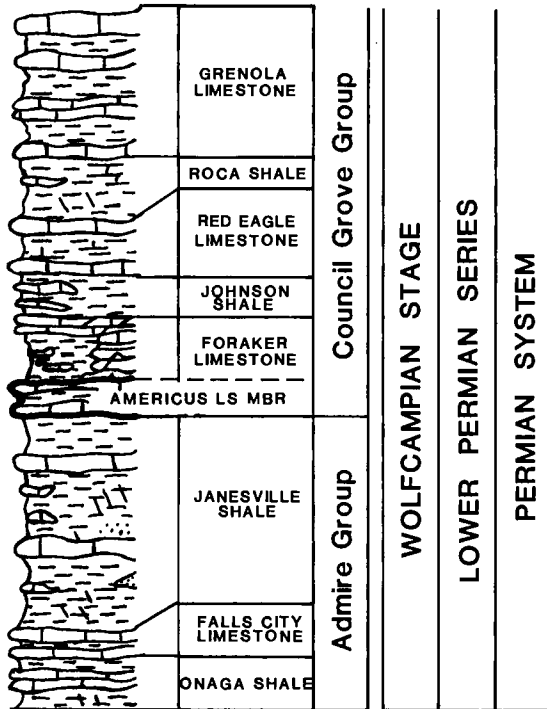 GRENOLA
LIMESTONE
ROCA SHALE
RED EAGLE
LIMESTONE
JOHNSON
SHALE
FORAKER
LIMESTONE
AMERICUS LS MBR
JANESVILLE
SHALE
FALLS CITY
LIMESTONE
ONAGA SHALE
Council Grove Group
Admire Group
WOLFCAMPIAN STAGE
LOWER PERMIAN SERIES
PERMIAN SYSTEM